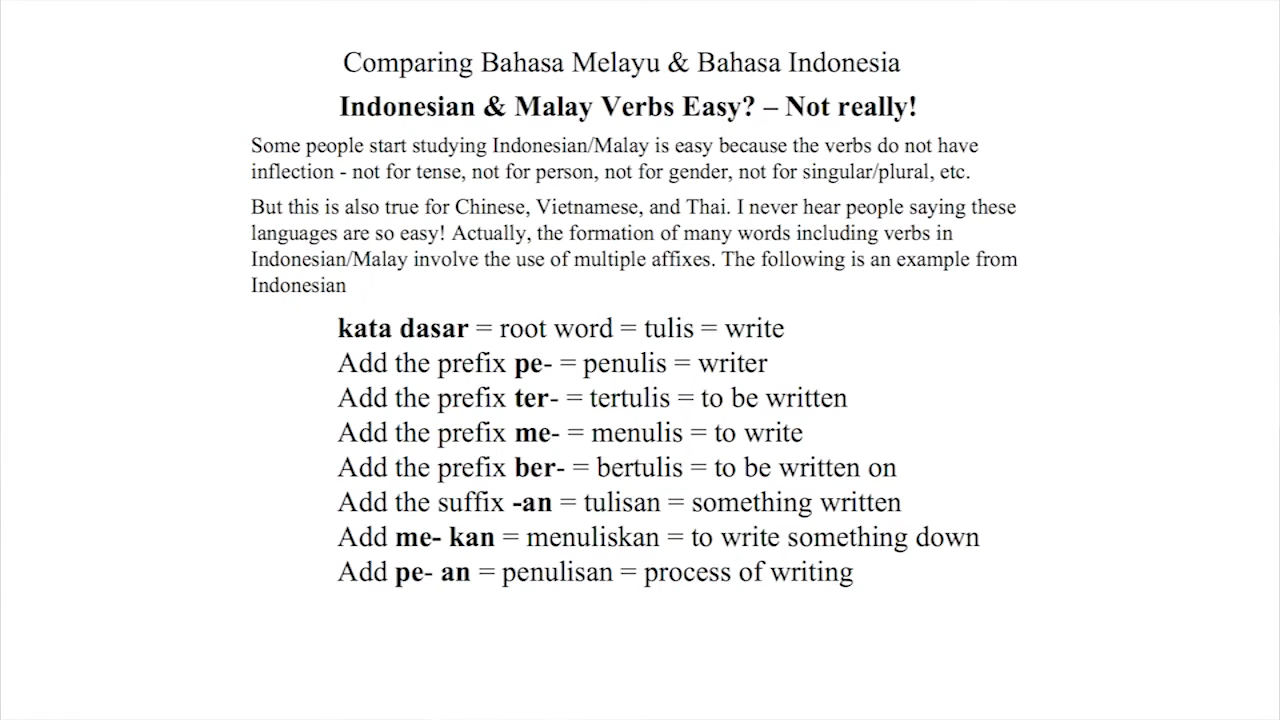 Comparing Bahasa Melayu & Bahasa Indonesia
Indonesian & Malay Verbs Easy? – Not really!
Some people start studying Indonesian/Malay is easy because the verbs do not have
inflection - not for tense, not for person, not for gender, not for singular/plural, etc.
But this is also true for Chinese, Vietnamese, and Thai. I never hear people saying these
languages are so easy! Actually, the formation of many words including verbs in
Indonesian/Malay involve the use of multiple affixes. The following is an example from
Indonesian
kata dasar = root word = tulis = write
Add the prefix pe- = penulis = writer
Add the prefix ter- = tertulis = to be written
Add the prefix me- = menulis = to write
Add the prefix ber- = bertulis = to be written on
Add the suffix -an = tulisan = something written
Add me- kan = menuliskan = to write something down
Add pe- an = penulisan = process of writing